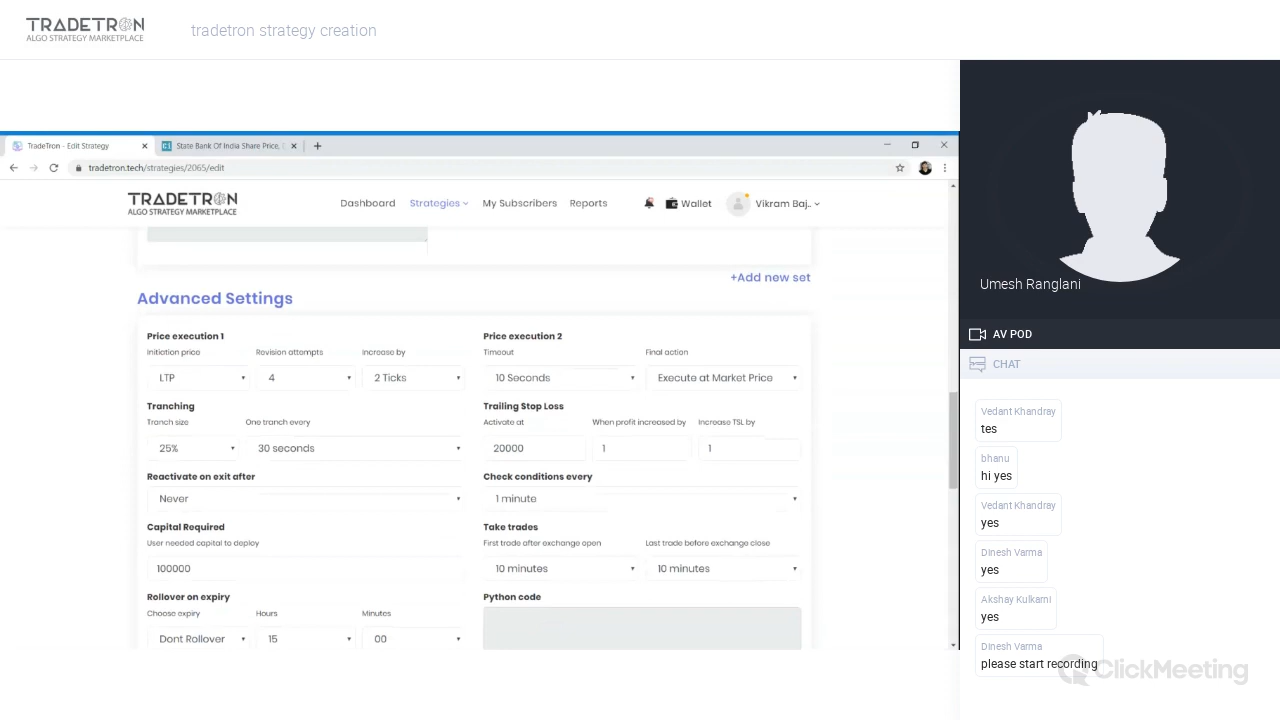 TRADETRON
ALGO STRATEGY MARKETPLACE
tradetron strategy creation
TradeTron - Edit Strategy
State Bank Of India Share Price,
tradetron.tech/strategies/2065/edit
TRADETRON
ALGO STRATEGY MARKETPLACE
Dashboard Strategies My Subscribers Reports Wallet Vikram Baj..
+Add new set
Advanced Settings
Price execution 1
Initiation price Revision attempts Increase by
LTP 4 2 Ticks
Price execution 2
Timeout Final action
10 Seconds Execute at Market Price
Tranching
Tranch size One tranch every
25% 30 seconds
Trailing Stop Loss
Activate at When profit increased by Increase TSL by
20000 1 1
Reactivate on exit after
Never
Check conditions every
1 minute
Capital Required
User needed capital to deploy
100000
Take trades
First trade after exchange open Last trade before exchange close
10 minutes 10 minutes
Rollover on expiry
Choose expiry Hours Minutes
Dont Rollover 15 00
Python code
Umesh Ranglani
AV POD
CHAT
Vedant Khandray
tes
bhanu
hi yes
Vedant Khandray
yes
Dinesh Varma
yes
Akshay Kulkarni
yes
Dinesh Varma
please start recording
ClickMeeting